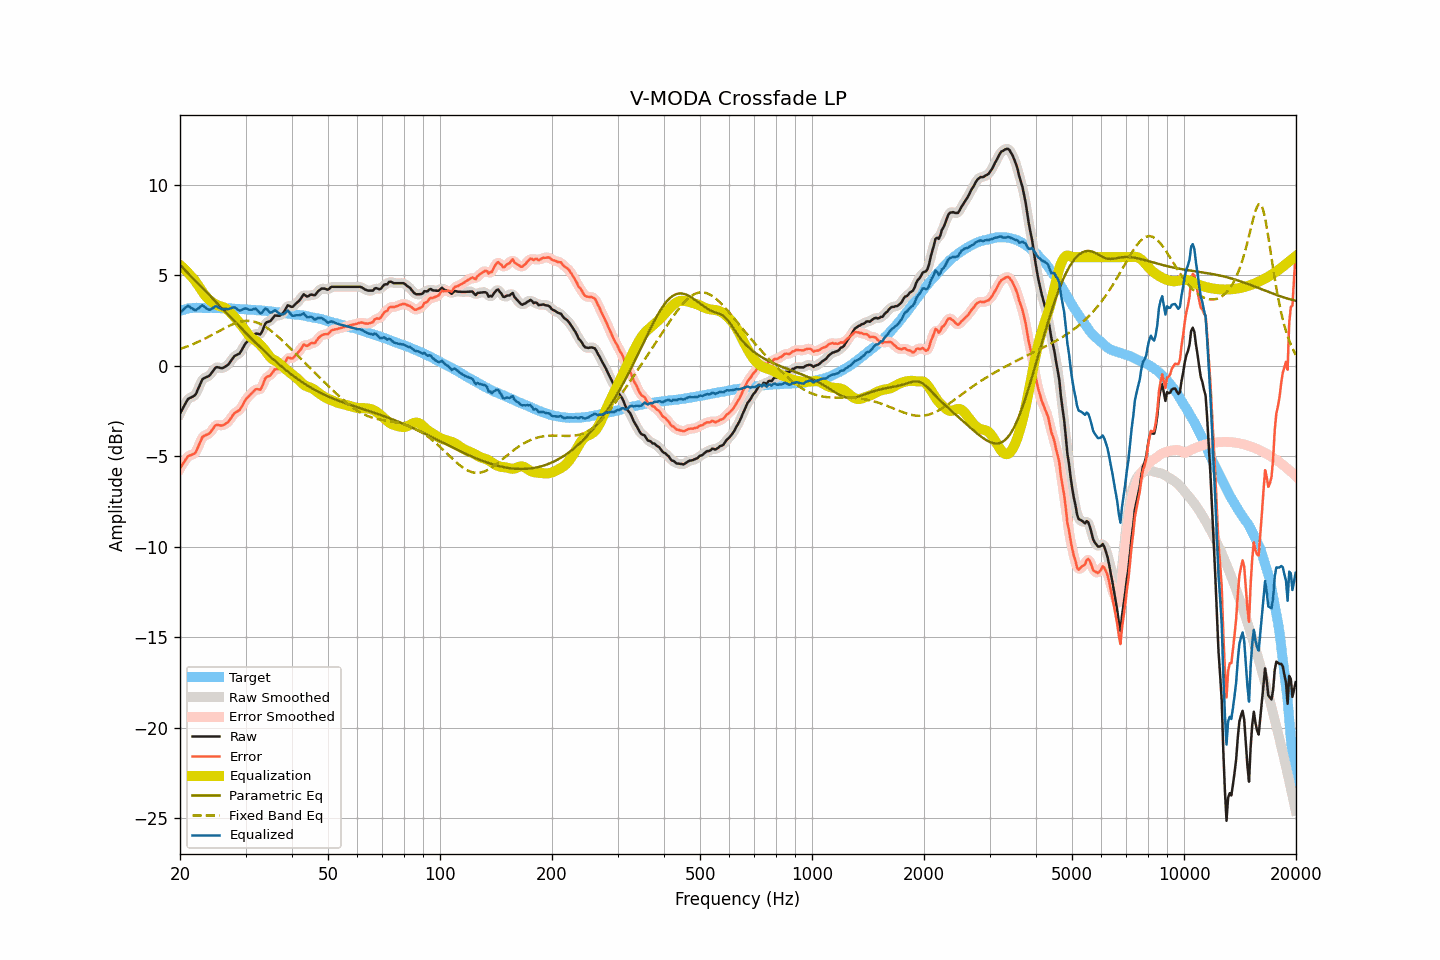 V-MODA Crossfade LP
Amplitude (dBr)
10
5
0
−5
−10
−15
−20
−25
Target
Raw Smoothed
Error Smoothed
Raw
Error
Equalization
Parametric Eq
Fixed Band Eq
Equalized
20 50 100 200 500 1000 2000 5000 10000 20000
Frequency (Hz)